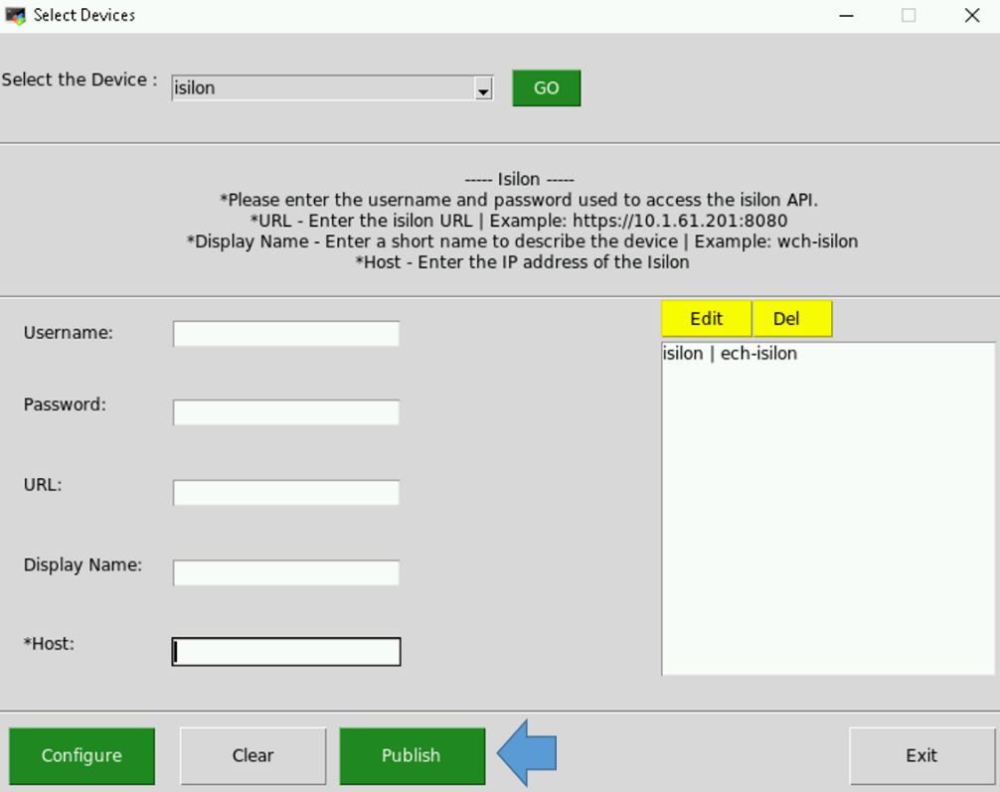 Select Devices
Select the Device :
isilon
GO
----- Isilon -----
*Please enter the username and password used to access the isilon API.
*URL - Enter the isilon URL | Example: https://10.1.61.201:8080
*Display Name - Enter a short name to describe the device | Example: wch-isilon
*Host - Enter the IP address of the Isilon
Username:
Password:
URL:
Display Name:
*Host:
Edit
Del
isilon | ech-isilon
Configure
Clear
Publish
Exit